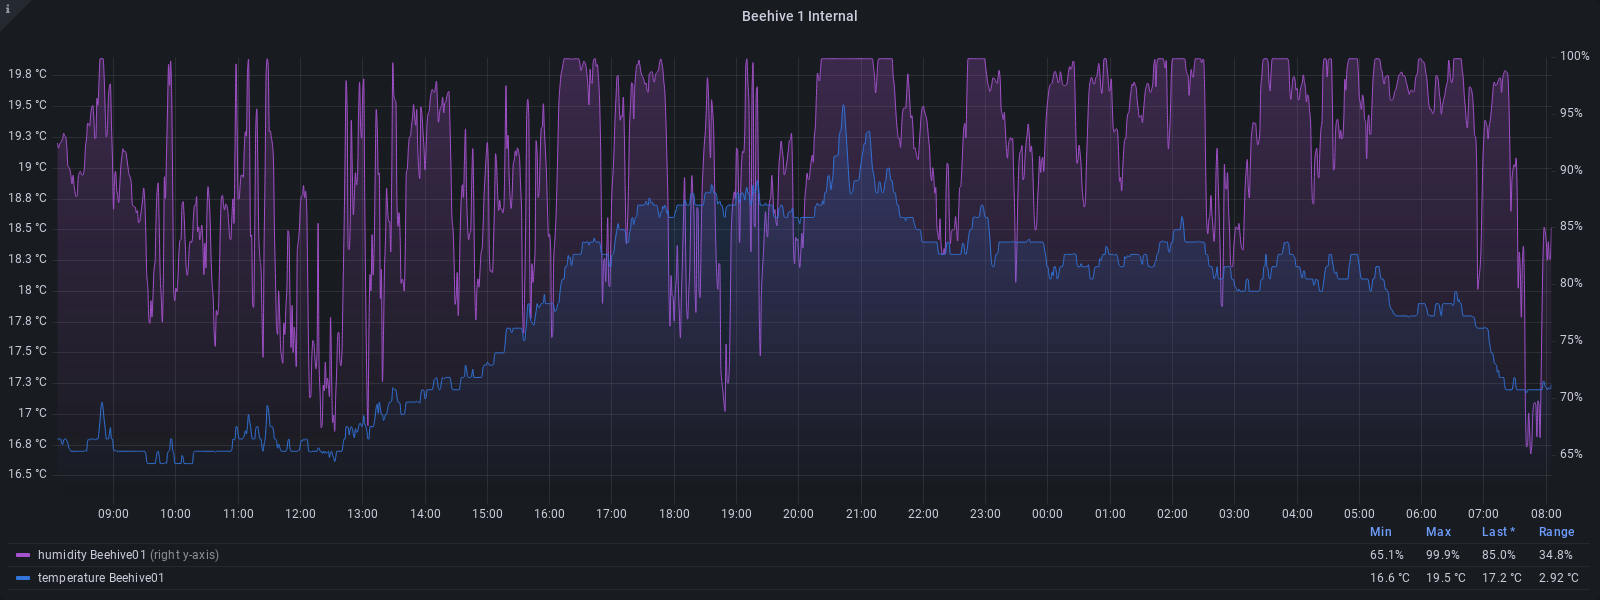 i
Beehive 1 Internal
19.8 °C 100%
19.5 °C 95%
19.3 °C
19 °C 90%
18.8 °C
18.5 °C 85%
18.3 °C
18 °C 80%
17.8 °C
17.5 °C 75%
17.3 °C 70%
17 °C
16.8 °C 65%
16.5 °C
09:00 10:00 11:00 12:00 13:00 14:00 15:00 16:00 17:00 18:00 19:00 20:00 21:00 22:00 23:00 00:00 01:00 02:00 03:00 04:00 05:00 06:00 07:00 08:00
Min Max Last * Range
humidity Beehive01 (right y-axis) 65.1% 99.9% 85.0% 34.8%
temperature Beehive01 16.6 °C 19.5 °C 17.2 °C 2.92 °C